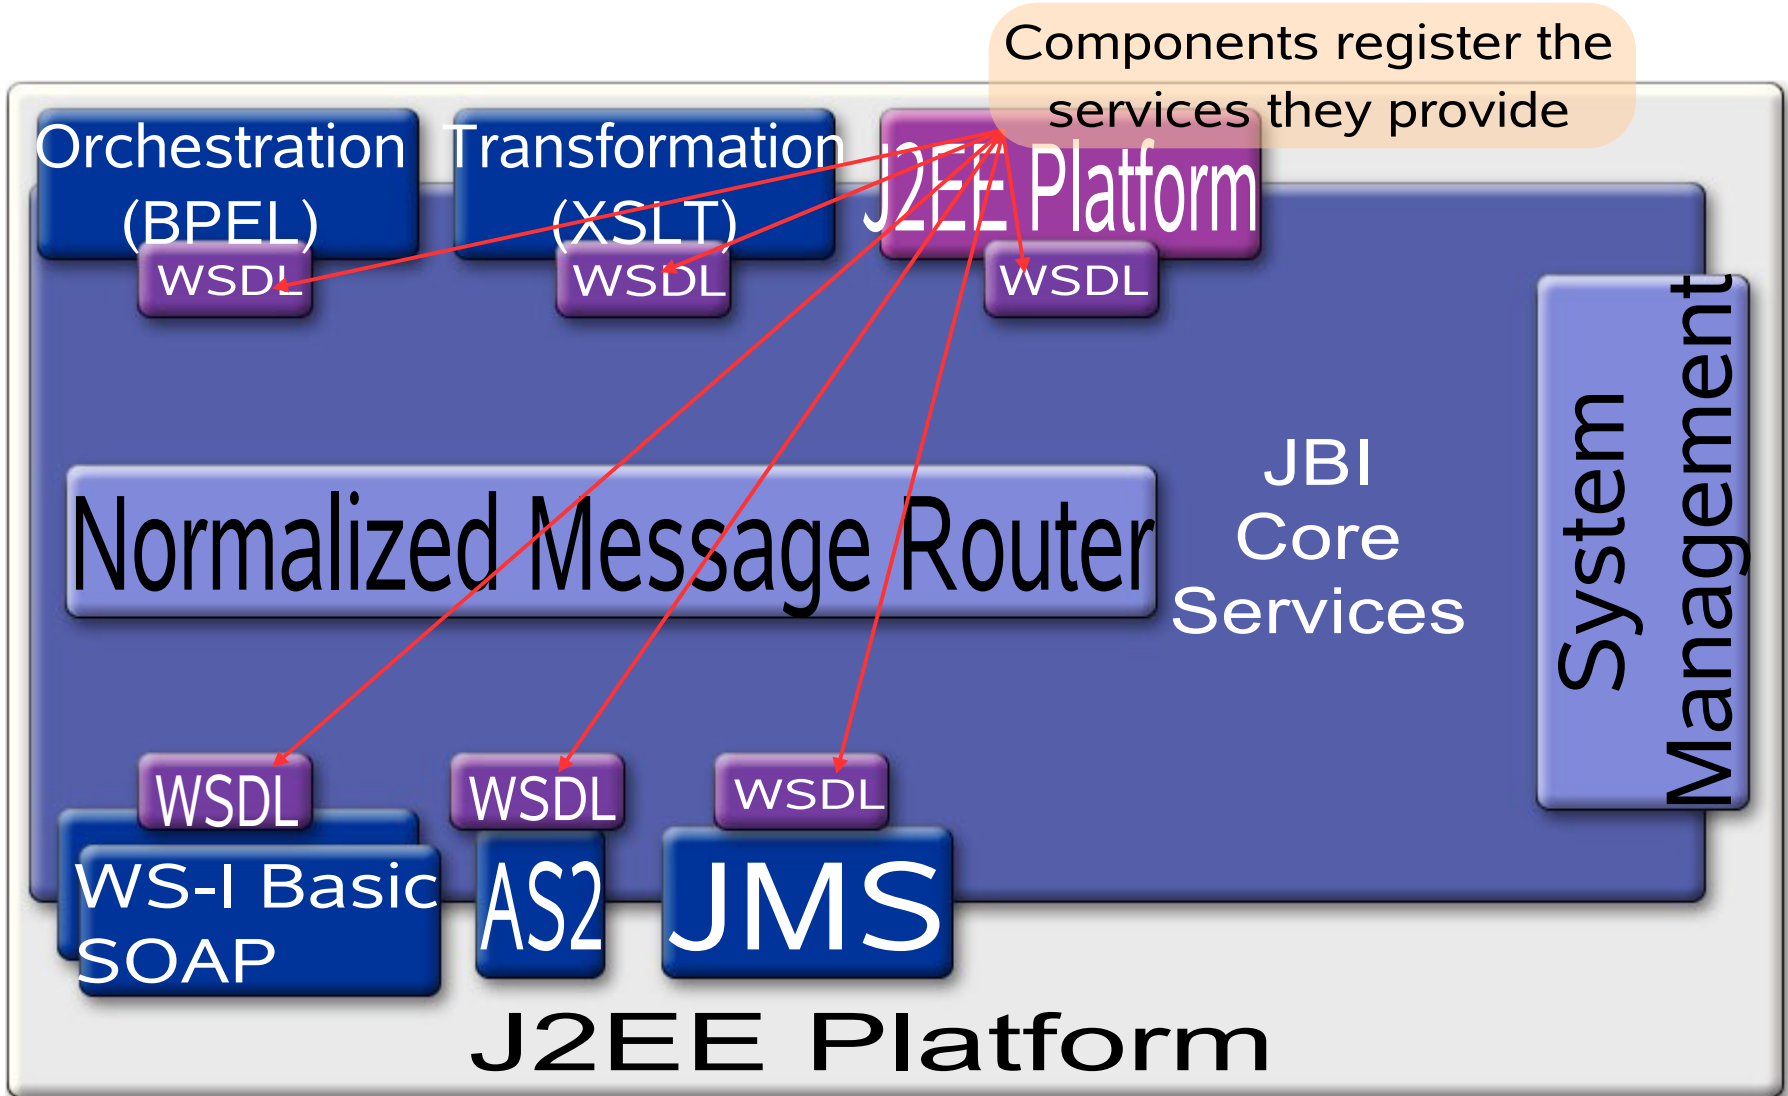 Components register the
services they provide
Orchestration
(BPEL)
WSDL
Transformation
(XSLT)
WSDL
J2EE Platform
WSDL
Normalized Message Router
JBI
Core
Services
System
Management
WSDL
WS-I Basic
SOAP
WSDL
AS2
WSDL
JMS
J2EE Platform